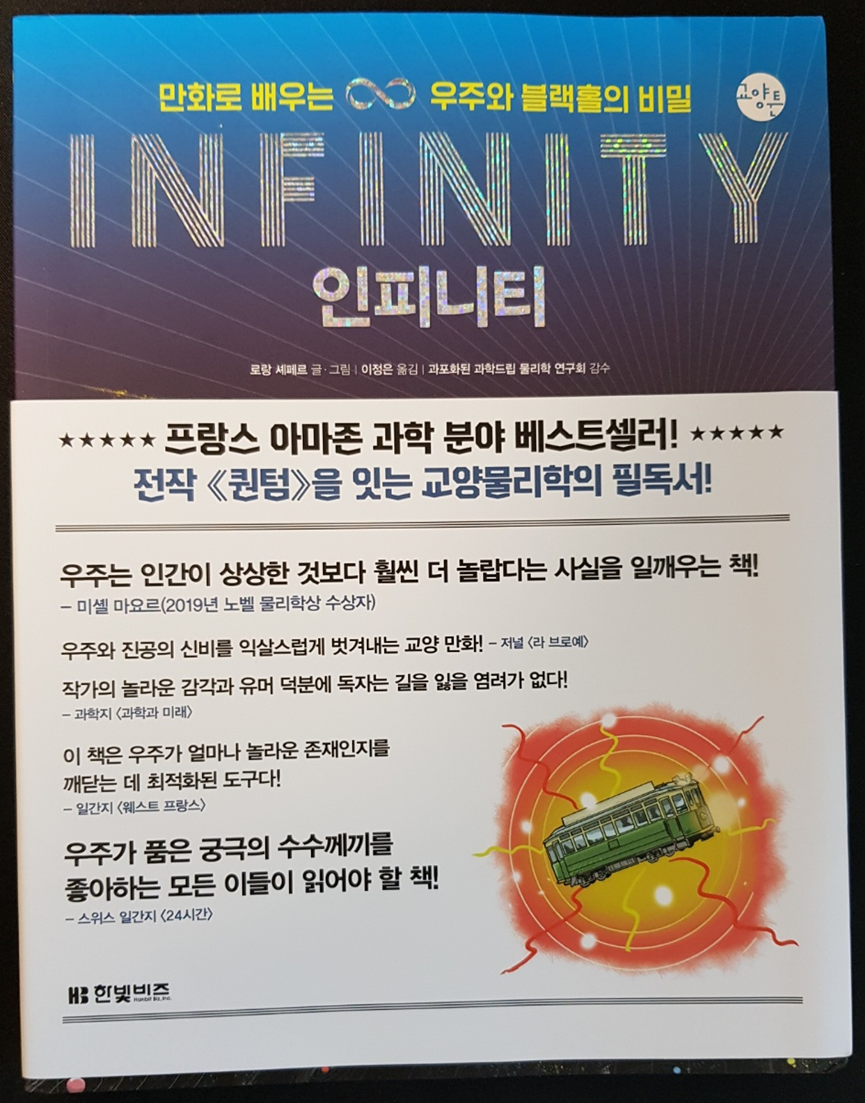 만화로 배우는 ∞ 우주와 블랙홀의 비밀
교양툰
INFINITY
인피니티
로랑 셰페르 글·그림 | 이정은 옮김 | 과포화된 과학드립 물리학 연구회 감수
★★★★★ 프랑스 아마존 과학 분야 베스트셀러! ★★★★★
전작 《퀀텀》을 잇는 교양물리학의 필독서!
우주는 인간이 상상한 것보다 훨씬 더 놀랍다는 사실을 일깨우는 책!
– 미셸 마요르(2019년 노벨 물리학상 수상자)
우주와 진공의 신비를 익살스럽게 벗겨내는 교양 만화! – 저널 〈라 브로예〉
작가의 놀라운 감각과 유머 덕분에 독자는 길을 잃을 염려가 없다!
– 과학지 〈과학과 미래〉
이 책은 우주가 얼마나 놀라운 존재인지를
깨닫는 데 최적화된 도구다!
– 일간지 〈웨스트 프랑스〉
우주가 품은 궁극의 수수께끼를
좋아하는 모든 이들이 읽어야 할 책!
– 스위스 일간지 〈24시간〉
HB 한빛비즈
Hanbit Biz, Inc.